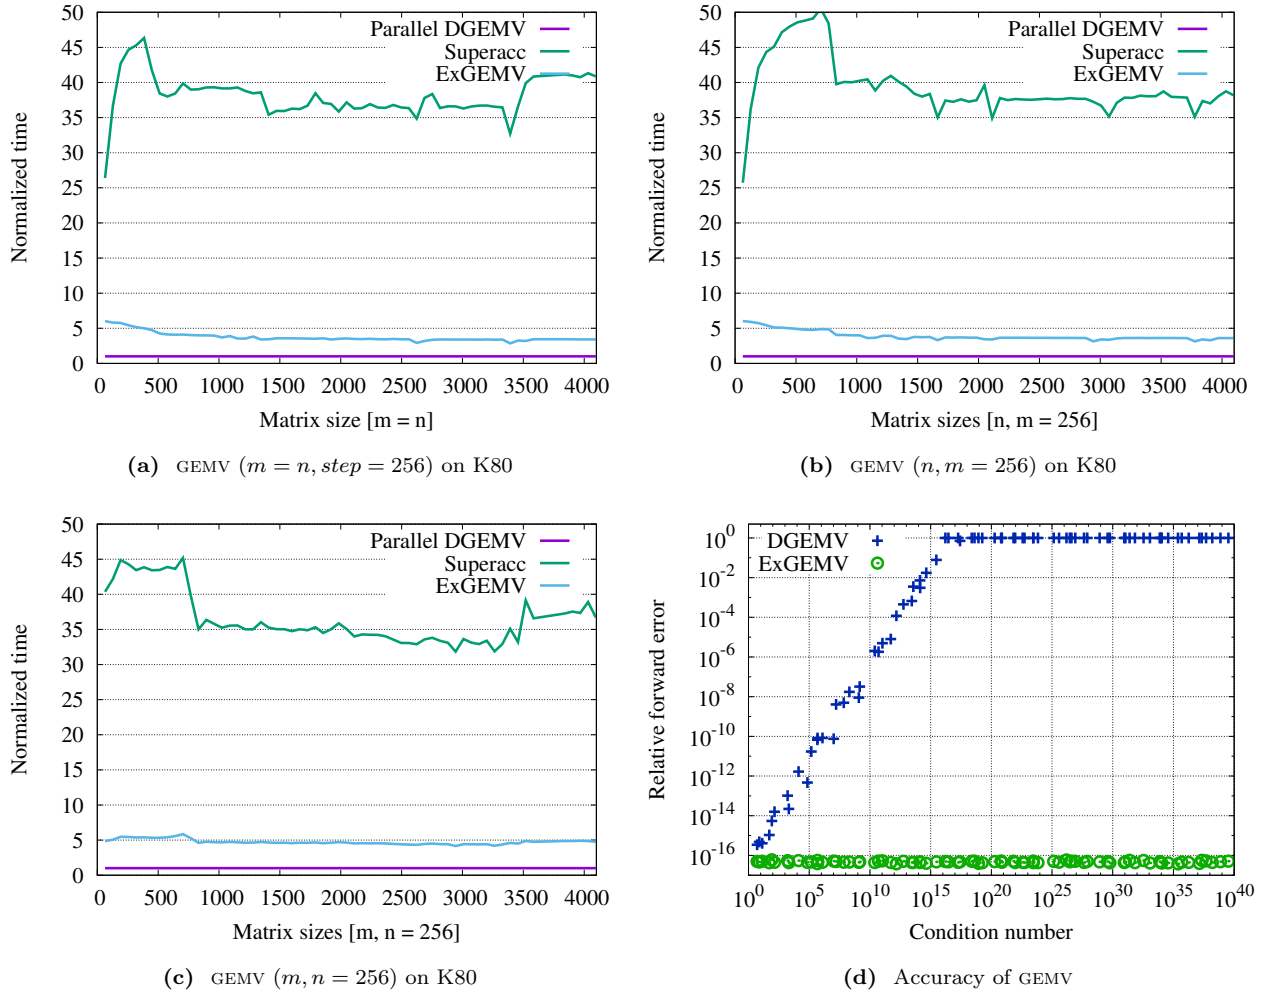 50
45
40
35
30
25
20
15
10
5
0
Normalized time
Parallel DGEMV
Superacc
ExGEMV
0 500 1000 1500 2000 2500 3000 3500 4000
Matrix size [m = n]
(a) GEMV (m = n, step = 256) on K80
50
45
40
35
30
25
20
15
10
5
0
Normalized time
Parallel DGEMV
Superacc
ExGEMV
0 500 1000 1500 2000 2500 3000 3500 4000
Matrix sizes [n, m = 256]
(b) GEMV (n, m = 256) on K80
50
45
40
35
30
25
20
15
10
5
0
Normalized time
Parallel DGEMV
Superacc
ExGEMV
0 500 1000 1500 2000 2500 3000 3500 4000
Matrix sizes [m, n = 256]
(c) GEMV (m, n = 256) on K80
10^0
10^-2
10^-4
10^-6
10^-8
10^-10
10^-12
10^-14
10^-16
Relative forward error
DGEMV
ExGEMV
10^0 10^5 10^10 10^15 10^20 10^25 10^30 10^35 10^40
Condition number
(d) Accuracy of GEMV